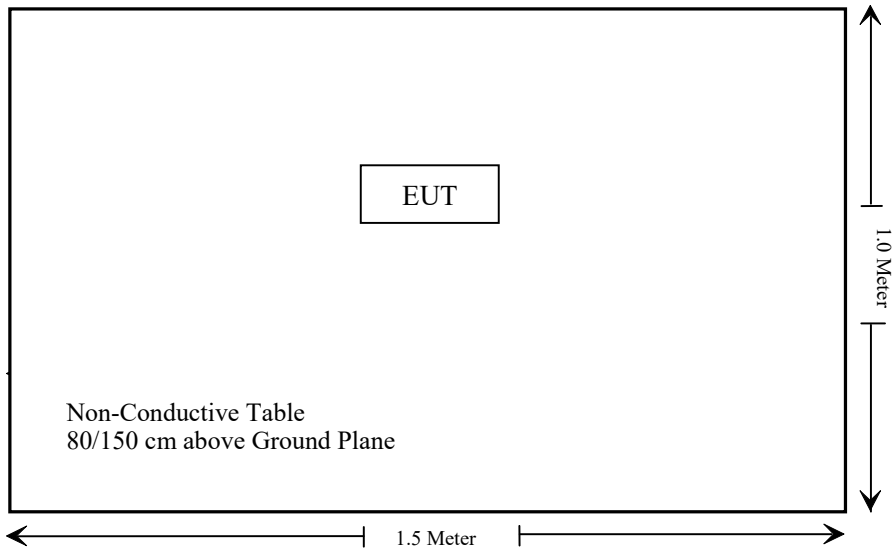 EUT
1.0 Meter
Non-Conductive Table
80/150 cm above Ground Plane
1.5 Meter